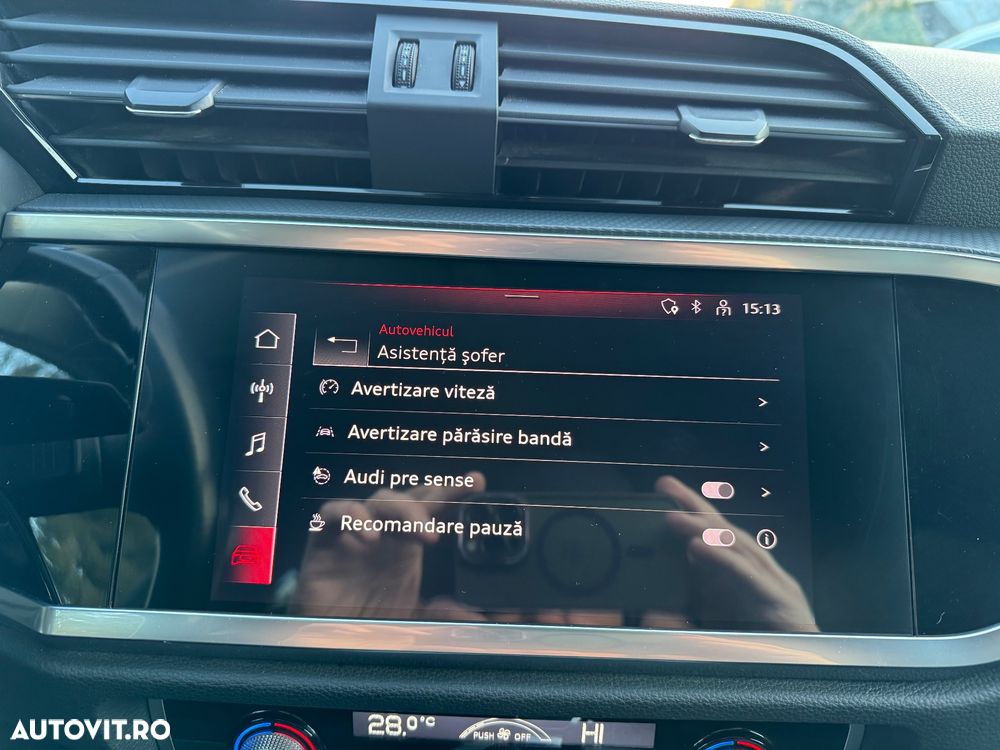 15:13
Autovehicul
Asistență șofer
Avertizare viteză
Avertizare părăsire bandă
Audi pre sense
Recomandare pauză
28.0°C
PUSH OFF
HI
AUTOVIT.RO